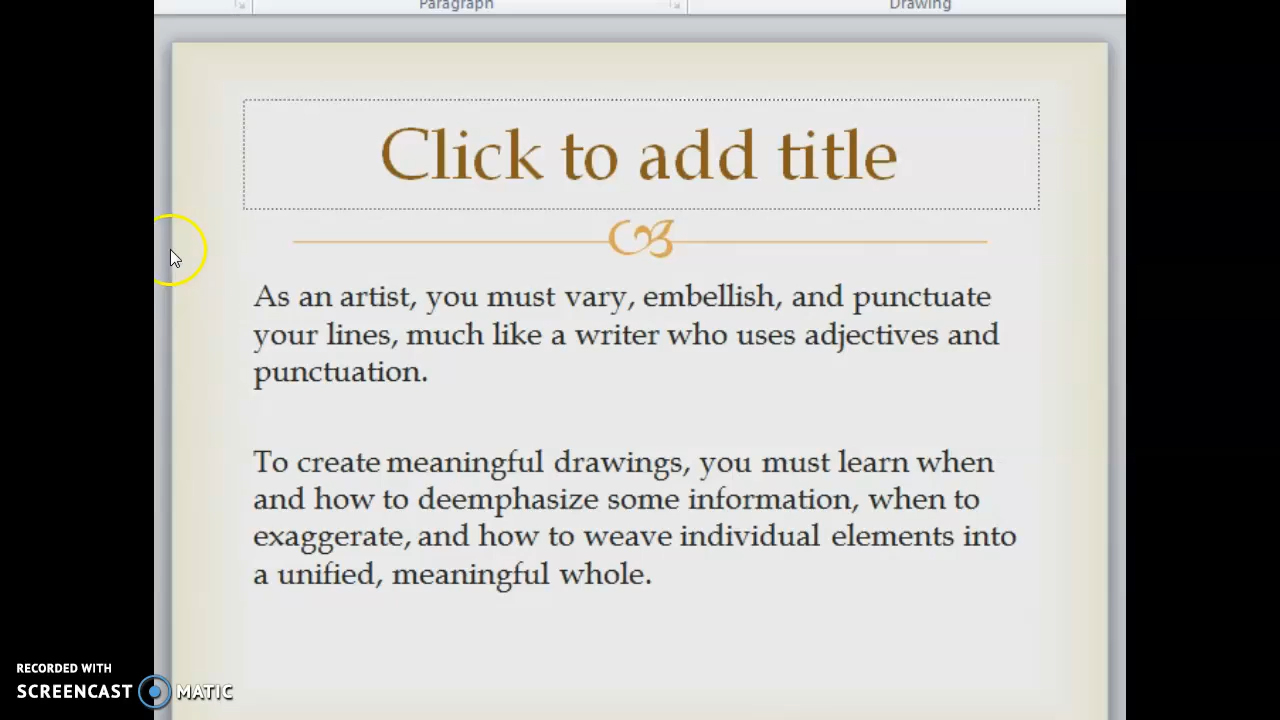 Paragraph
Drawing
Click to add title
As an artist, you must vary, embellish, and punctuate
your lines, much like a writer who uses adjectives and
punctuation.
To create meaningful drawings, you must learn when
and how to deemphasize some information, when to
exaggerate, and how to weave individual elements into
a unified, meaningful whole.
RECORDED WITH
SCREENCAST MATIC